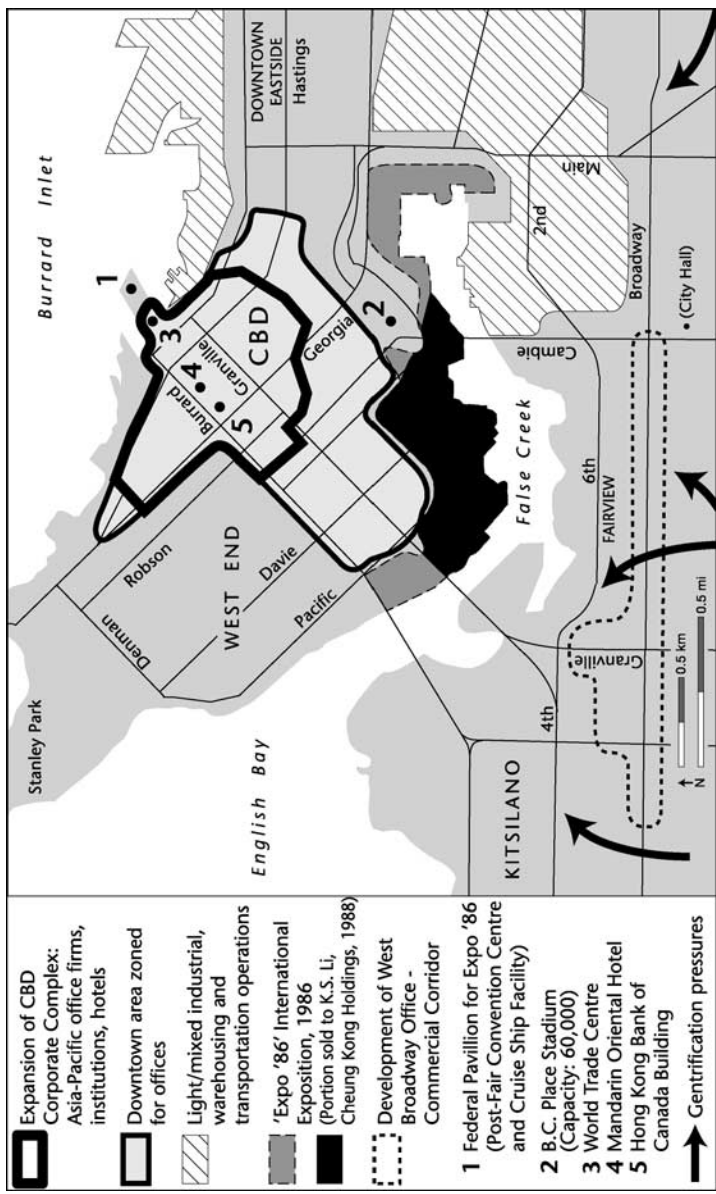 Expansion of CBD
Corporate Complex:
Asia-Pacific office firms,
institutions, hotels
Downtown area zoned
for offices
Light/mixed industrial,
warehousing and
transportation operations
'Expo '86' International
Exposition, 1986
(Portion sold to K.S. Li,
Cheung Kong Holdings, 1988)
Development of West
Broadway Office -
Commercial Corridor
1 Federal Pavillion for Expo '86
(Post-Fair Convention Centre
and Cruise Ship Facility)
2 B.C. Place Stadium
(Capacity: 60,000)
3 World Trade Centre
4 Mandarin Oriental Hotel
5 Hong Kong Bank of
Canada Building
Gentrification pressures
Stanley Park
Burrard Inlet
English Bay
Denman
Robson
WEST END
Davie
Pacific
1
3
4
5
Burrard
Granville
CBD
Georgia
2
DOWNTOWN
EASTSIDE
Hastings
False Creek
Main
2nd
Cambie
Broadway
(City Hall)
6th
FAIRVIEW
Granville
4th
KITSILANO
N
0.5 km
0.5 mi